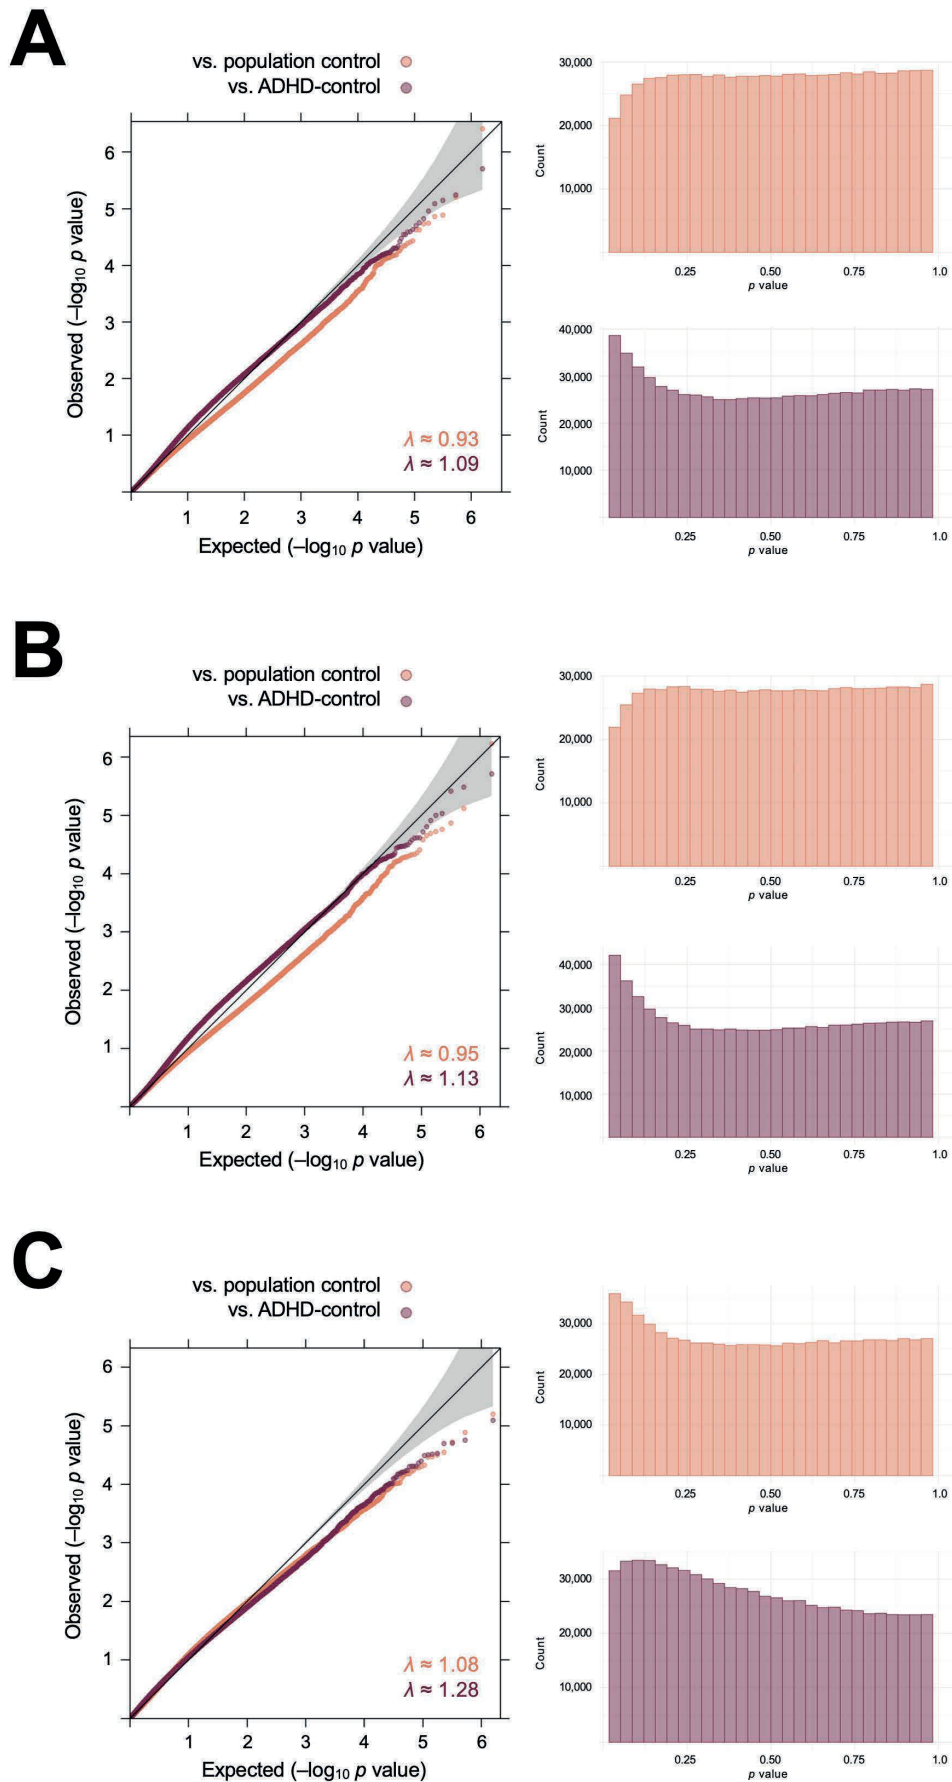 A
vs. population control
vs. ADHD-control
Observed (–log10 p value)
6
5
4
3
2
1
λ ≈ 0.93
λ ≈ 1.09
1 2 3 4 5 6
Expected (–log10 p value)
Count
30,000
20,000
10,000
0.25 0.50 0.75 1.0
p value
Count
40,000
30,000
20,000
10,000
0.25 0.50 0.75 1.0
p value
B
vs. population control
vs. ADHD-control
Observed (–log10 p value)
6
5
4
3
2
1
λ ≈ 0.95
λ ≈ 1.13
1 2 3 4 5 6
Expected (–log10 p value)
Count
30,000
20,000
10,000
0.25 0.50 0.75 1.0
p value
Count
40,000
30,000
20,000
10,000
0.25 0.50 0.75 1.0
p value
C
vs. population control
vs. ADHD-control
Observed (–log10 p value)
6
5
4
3
2
1
λ ≈ 1.08
λ ≈ 1.28
1 2 3 4 5 6
Expected (–log10 p value)
Count
30,000
20,000
10,000
0.25 0.50 0.75 1.0
p value
Count
30,000
20,000
10,000
0.25 0.50 0.75 1.0
p value